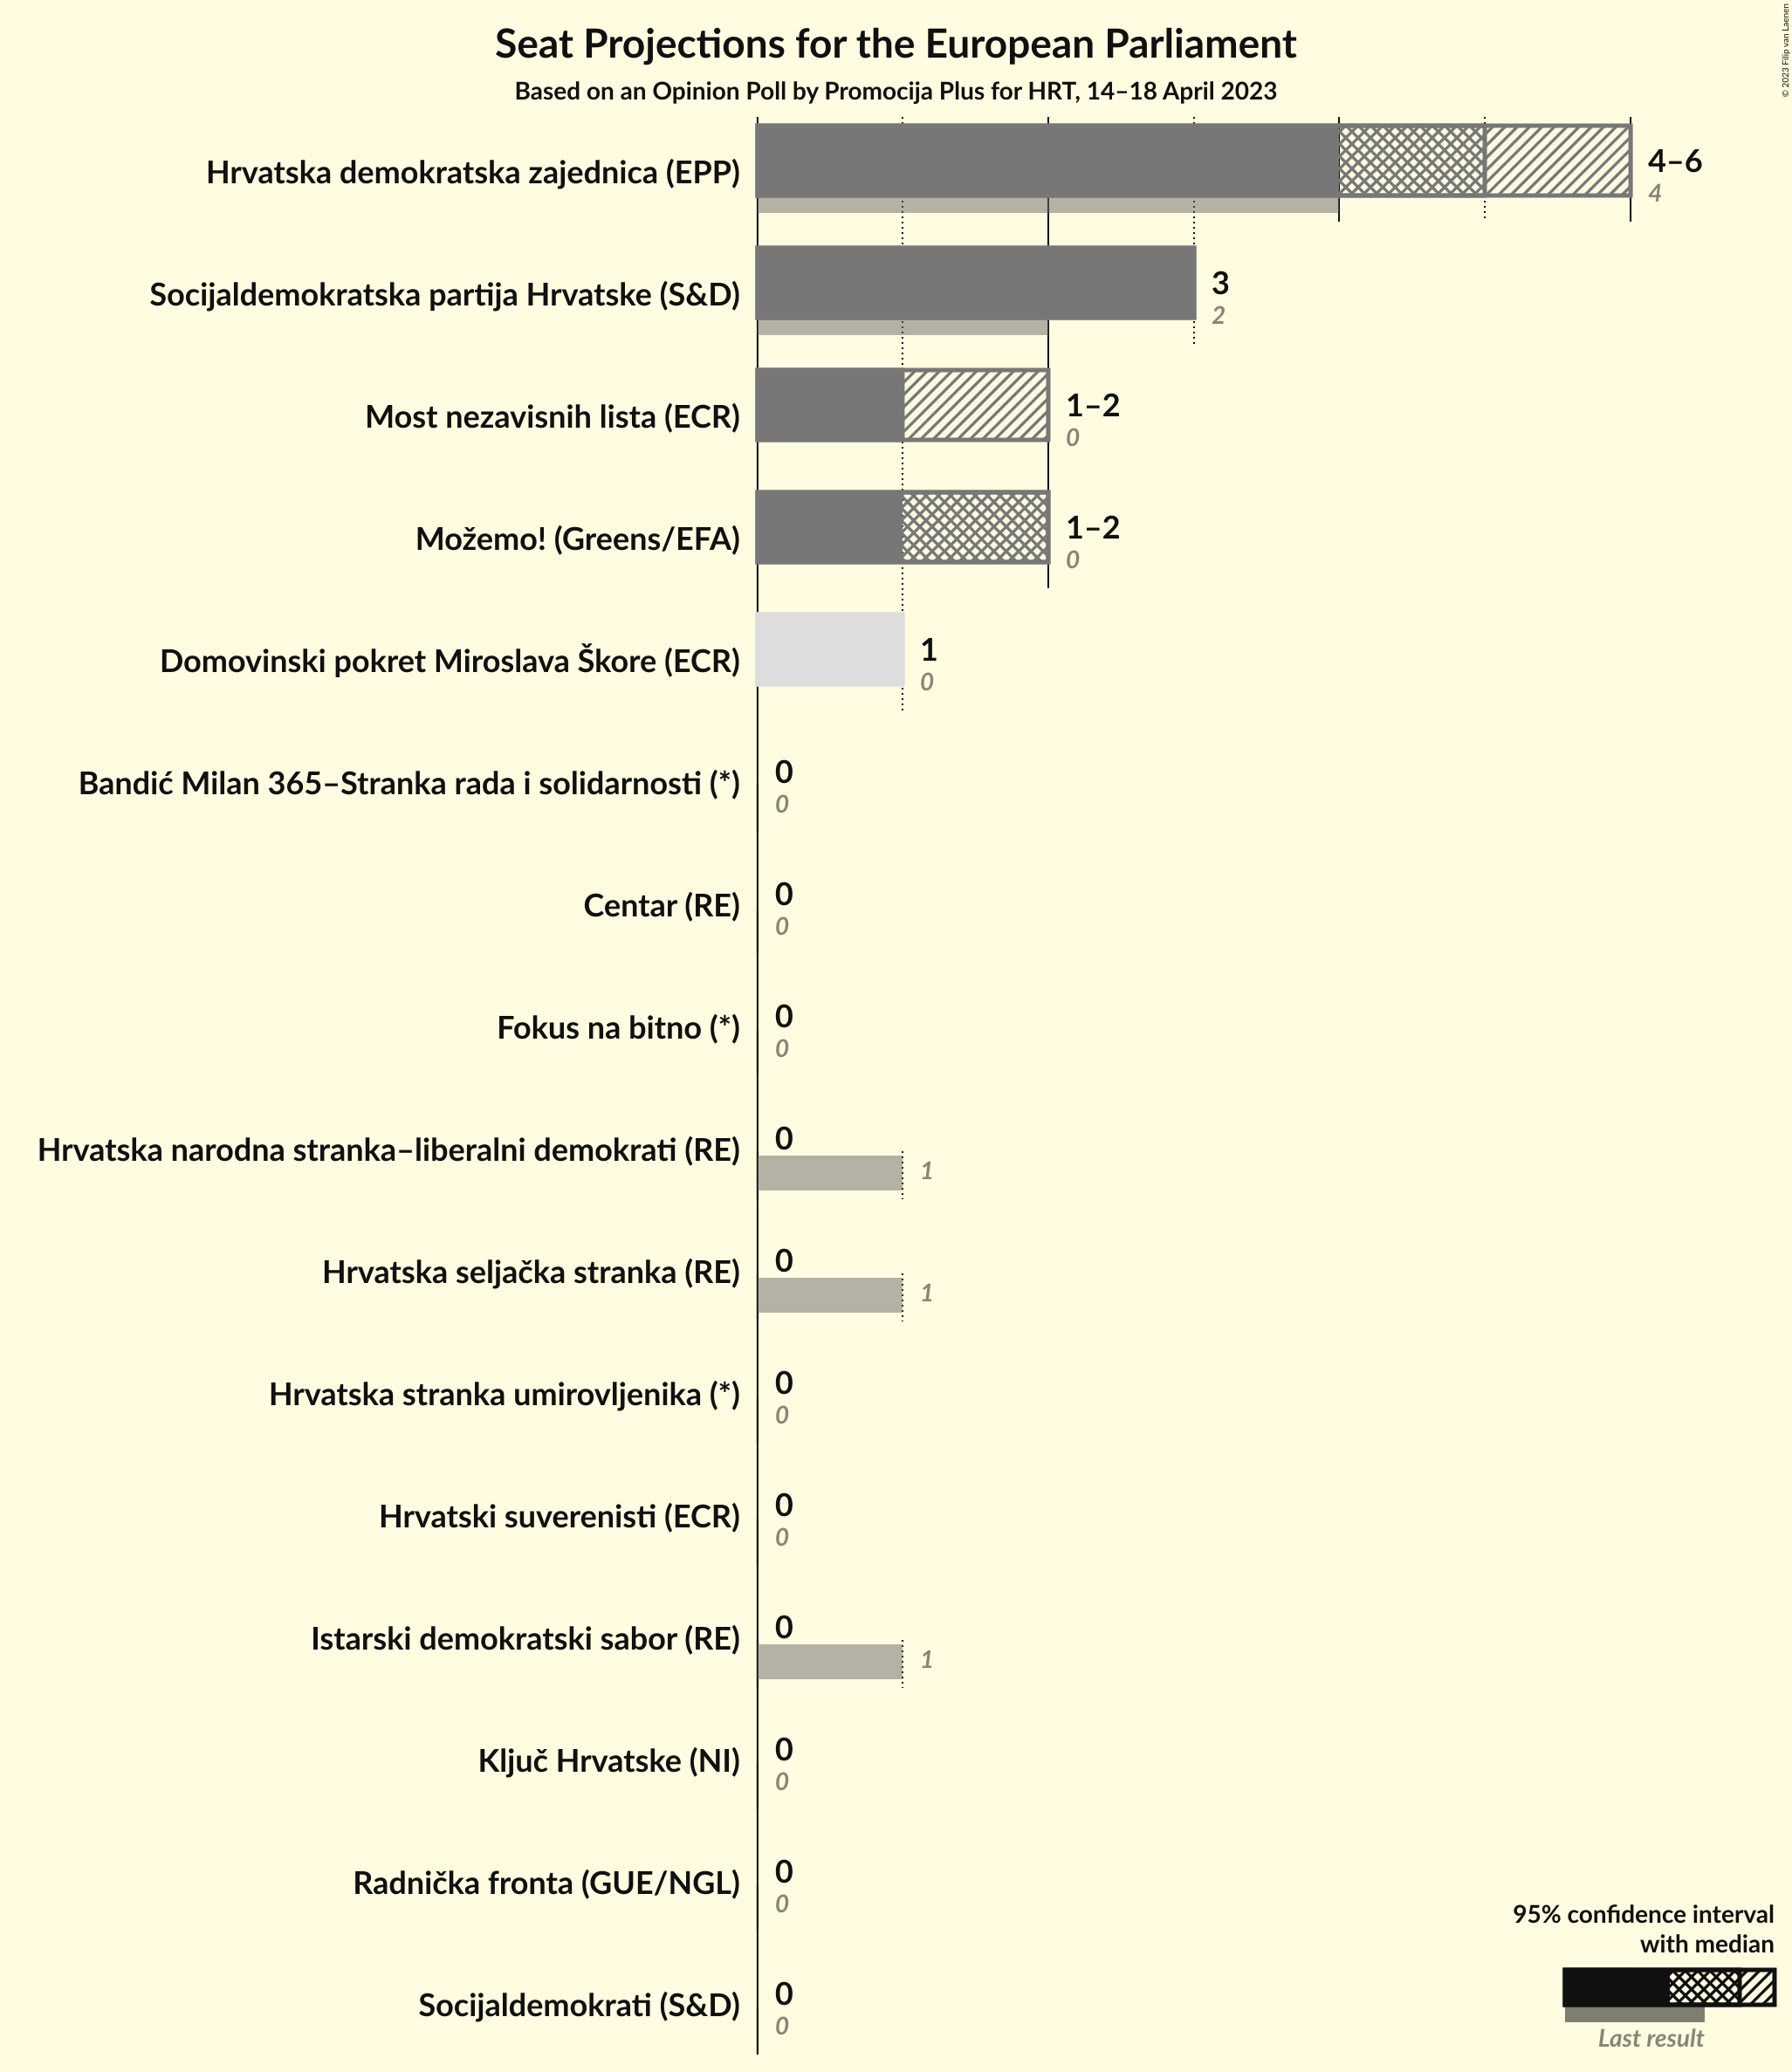 Seat Projections for the European Parliament
Based on an Opinion Poll by Promocija Plus for HRT, 14–18 April 2023
© 2023 Filip van Laenen
Hrvatska demokratska zajednica (EPP)
4–6
4
Socijaldemokratska partija Hrvatske (S&D)
3
2
Most nezavisnih lista (ECR)
1–2
0
Možemo! (Greens/EFA)
1–2
0
Domovinski pokret Miroslava Škore (ECR)
1
0
Bandić Milan 365–Stranka rada i solidarnosti (*)
0
0
Centar (RE)
0
0
Fokus na bitno (*)
0
0
Hrvatska narodna stranka–liberalni demokrati (RE)
0
1
Hrvatska seljačka stranka (RE)
0
1
Hrvatska stranka umirovljenika (*)
0
0
Hrvatski suverenisti (ECR)
0
0
Istarski demokratski sabor (RE)
0
1
Ključ Hrvatske (NI)
0
0
Radnička fronta (GUE/NGL)
0
0
Socijaldemokrati (S&D)
0
0
95% confidence interval
with median
Last result